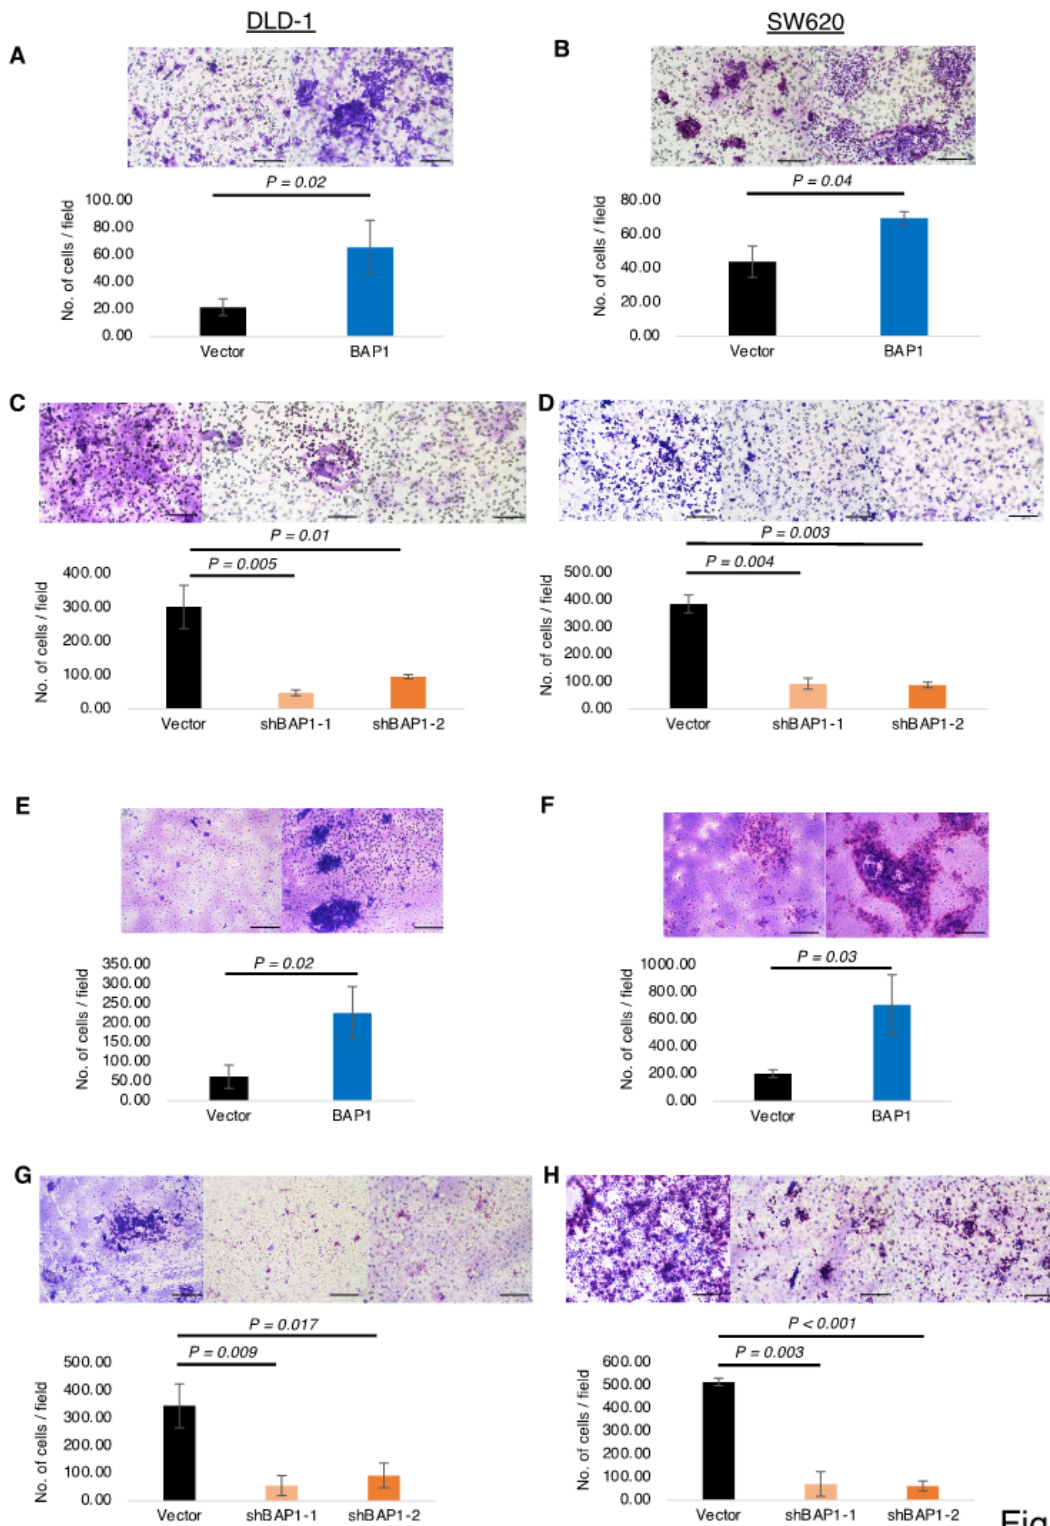 DLD-1
SW620
A
B
P = 0.02
100.00
80.00
60.00
40.00
20.00
0.00
No. of cells / field
Vector
BAP1
P = 0.04
80.00
60.00
40.00
20.00
0.00
No. of cells / field
Vector
BAP1
C
D
P = 0.01
P = 0.005
400.00
300.00
200.00
100.00
0.00
No. of cells / field
Vector
shBAP1-1
shBAP1-2
P = 0.003
P = 0.004
500.00
400.00
300.00
200.00
100.00
0.00
No. of cells / field
Vector
shBAP1-1
shBAP1-2
E
F
P = 0.02
350.00
300.00
250.00
200.00
150.00
100.00
50.00
0.00
No. of cells / field
Vector
BAP1
P = 0.03
1000.00
800.00
600.00
400.00
200.00
0.00
No. of cells / field
Vector
BAP1
G
H
P = 0.017
P = 0.009
500.00
400.00
300.00
200.00
100.00
0.00
No. of cells / field
Vector
shBAP1-1
shBAP1-2
P < 0.001
P = 0.003
600.00
500.00
400.00
300.00
200.00
100.00
0.00
No. of cells / field
Vector
shBAP1-1
shBAP1-2
Fig